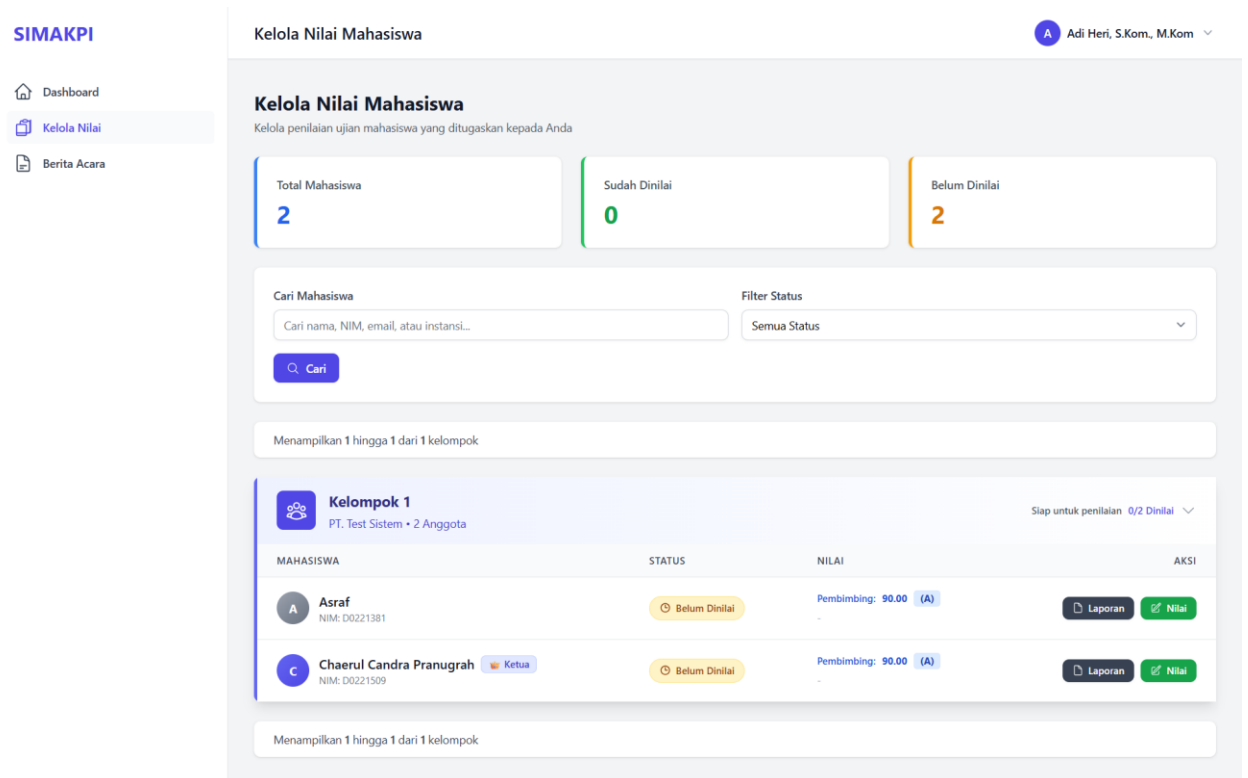 SIMAKPI
Kelola Nilai Mahasiswa
A Adi Heri, S.Kom., M.Kom
Dashboard
Kelola Nilai
Berita Acara
Kelola Nilai Mahasiswa
Kelola penilaian ujian mahasiswa yang ditugaskan kepada Anda
Total Mahasiswa
2
Sudah Dinilai
0
Belum Dinilai
2
Cari Mahasiswa
Cari nama, NIM, email, atau instansi...
Filter Status
Semua Status
Cari
Menampilkan 1 hingga 1 dari 1 kelompok
Kelompok 1
PT. Test Sistem • 2 Anggota
Siap untuk penilaian 0/2 Dinilai
MAHASISWA STATUS NILAI AKSI
A
Asraf
NIM: D0221381
Belum Dinilai
Pembimbing: 90.00 (A)
-
Laporan
Nilai
C
Chaerul Candra Pranugrah Ketua
NIM: D0221509
Belum Dinilai
Pembimbing: 90.00 (A)
-
Laporan
Nilai
Menampilkan 1 hingga 1 dari 1 kelompok